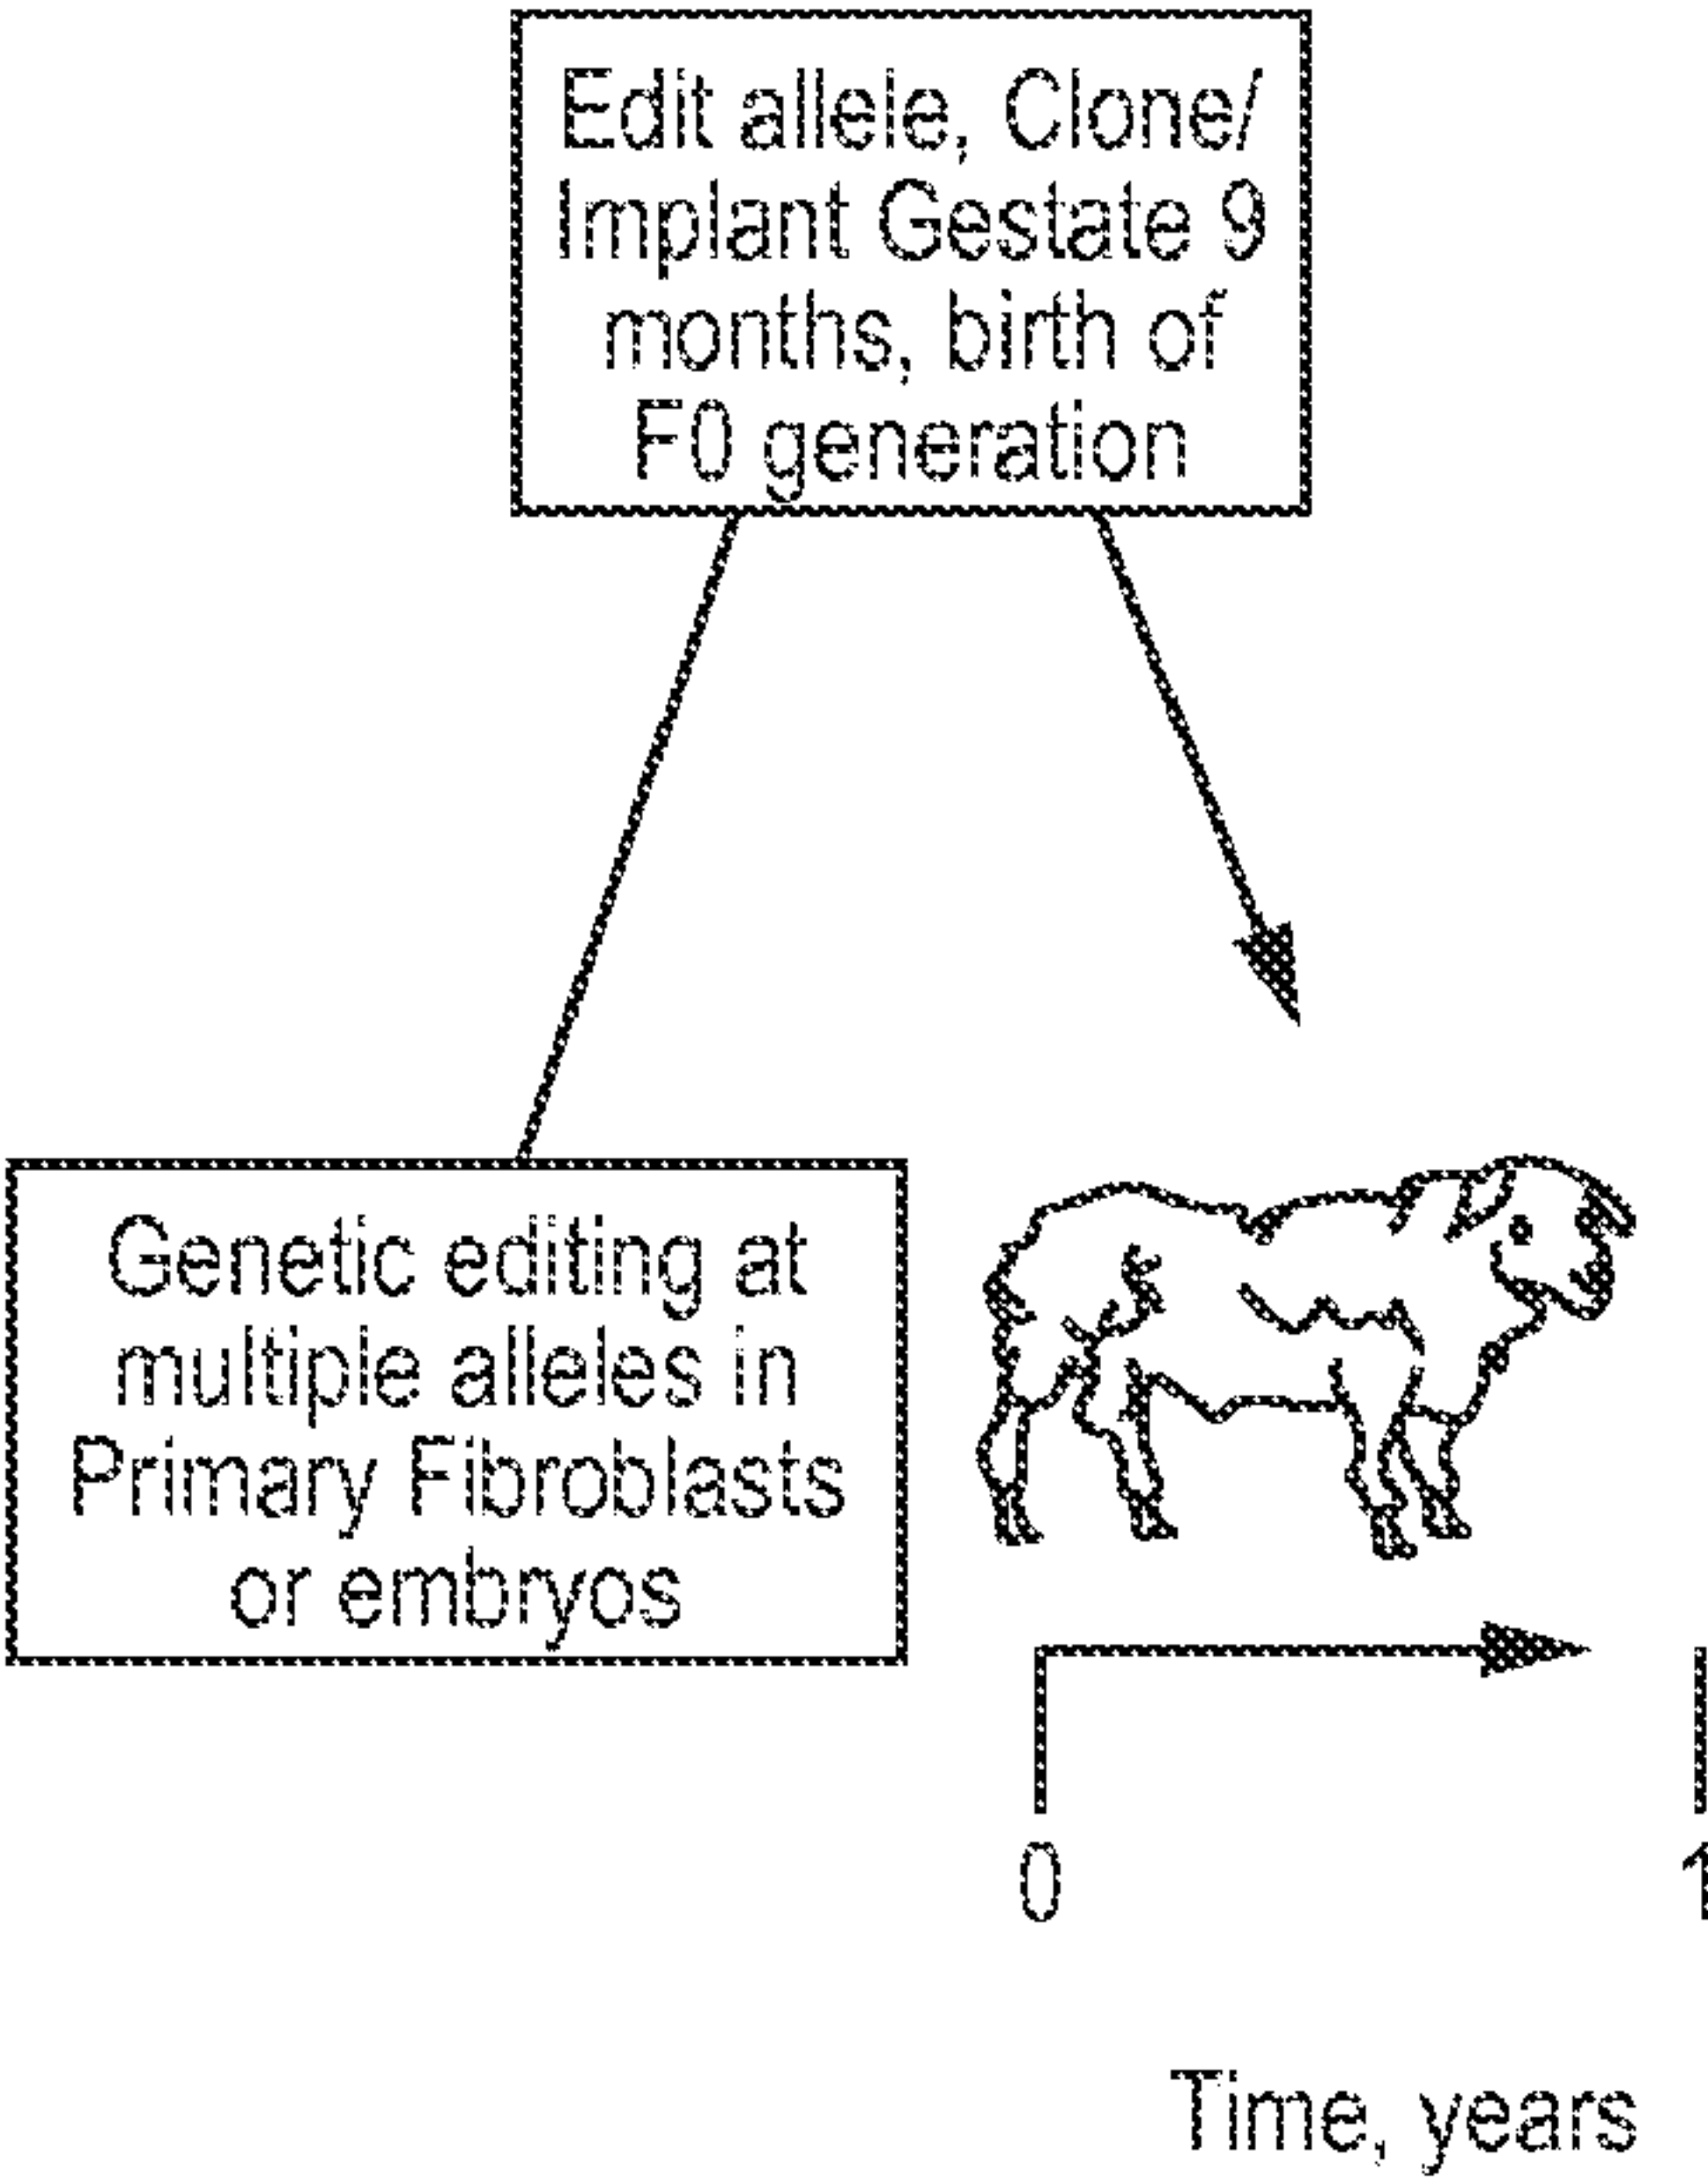 Edit allele, Clone/
Implant Gestate 9
months, birth of
F0 generation
Genetic editing at
multiple alleles in
Primary Fibroblasts
or embryos
0
1
Time, years